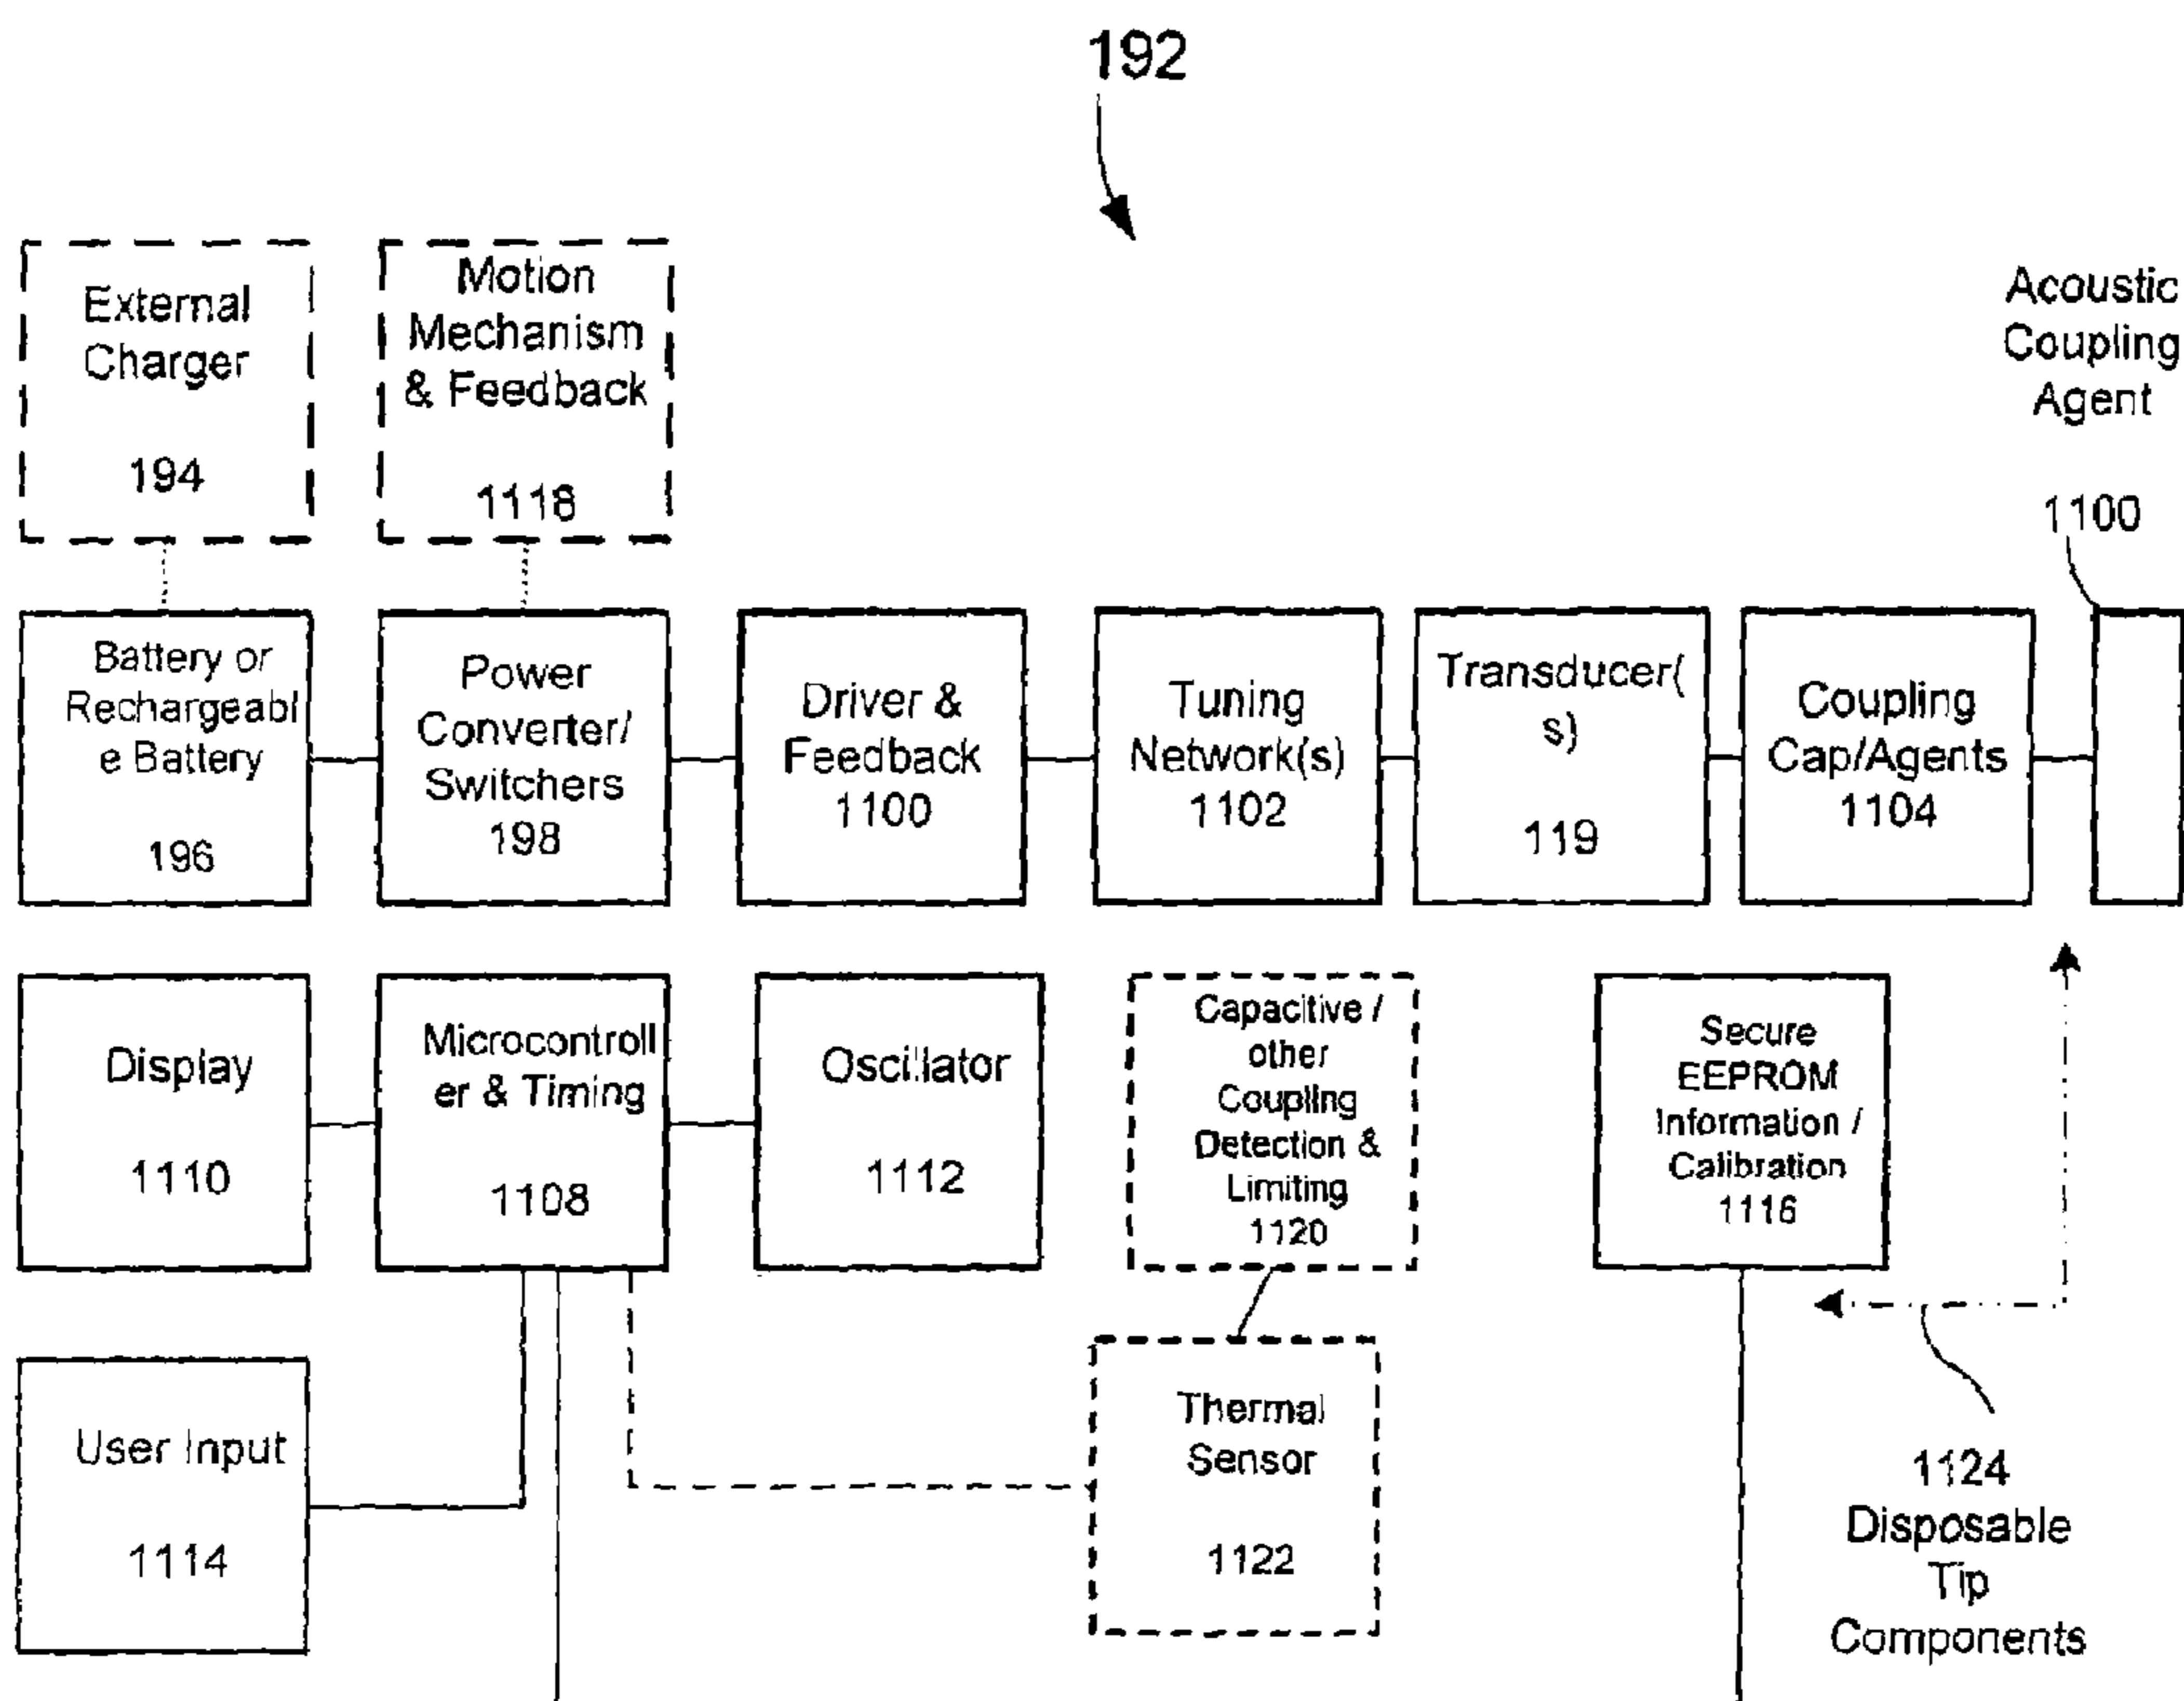 192
External
Charger
194
Motion
Mechanism
& Feedback
1118
Acoustic
Coupling
Agent
1100
Battery or
Rechargeabl
e Battery
196
Power
Converter/
Switchers
198
Driver &
Feedback
1100
Tuning
Network(s)
1102
Transducer(
s)
119
Coupling
Cap/Agents
1104
Display
1110
Microcontroll
er & Timing
1108
Oscillator
1112
Capacitive /
other
Coupling
Detection &
Limiting
1120
Secure
EEPROM
Information /
Calibration
1116
User Input
1114
Thermal
Sensor
1122
1124
Disposable
Tip
Components